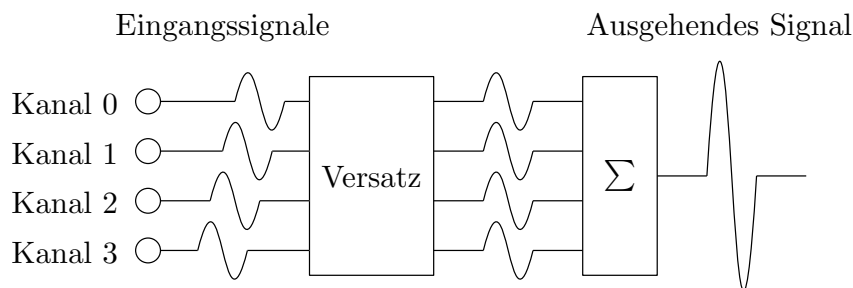 Eingangssignale
Ausgehendes Signal
Kanal 0
Kanal 1
Kanal 2
Kanal 3
Versatz
∑